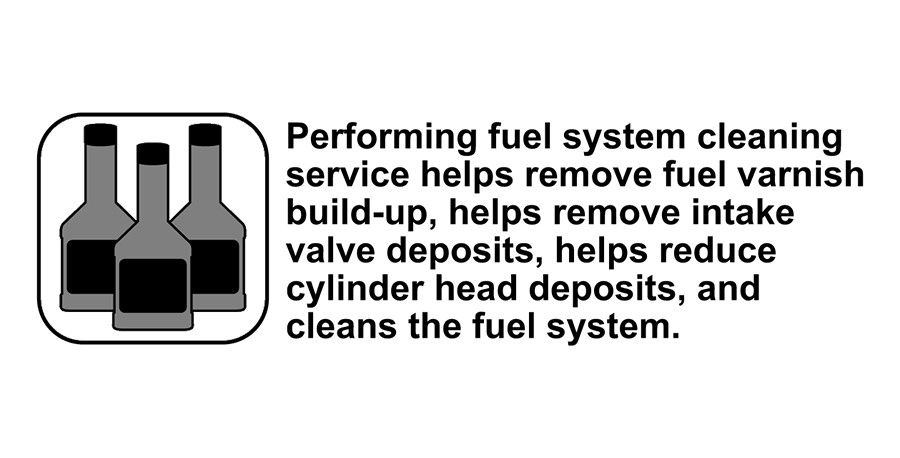 Performing fuel system cleaning
service helps remove fuel varnish
build-up, helps remove intake
valve deposits, helps reduce
cylinder head deposits, and
cleans the fuel system.